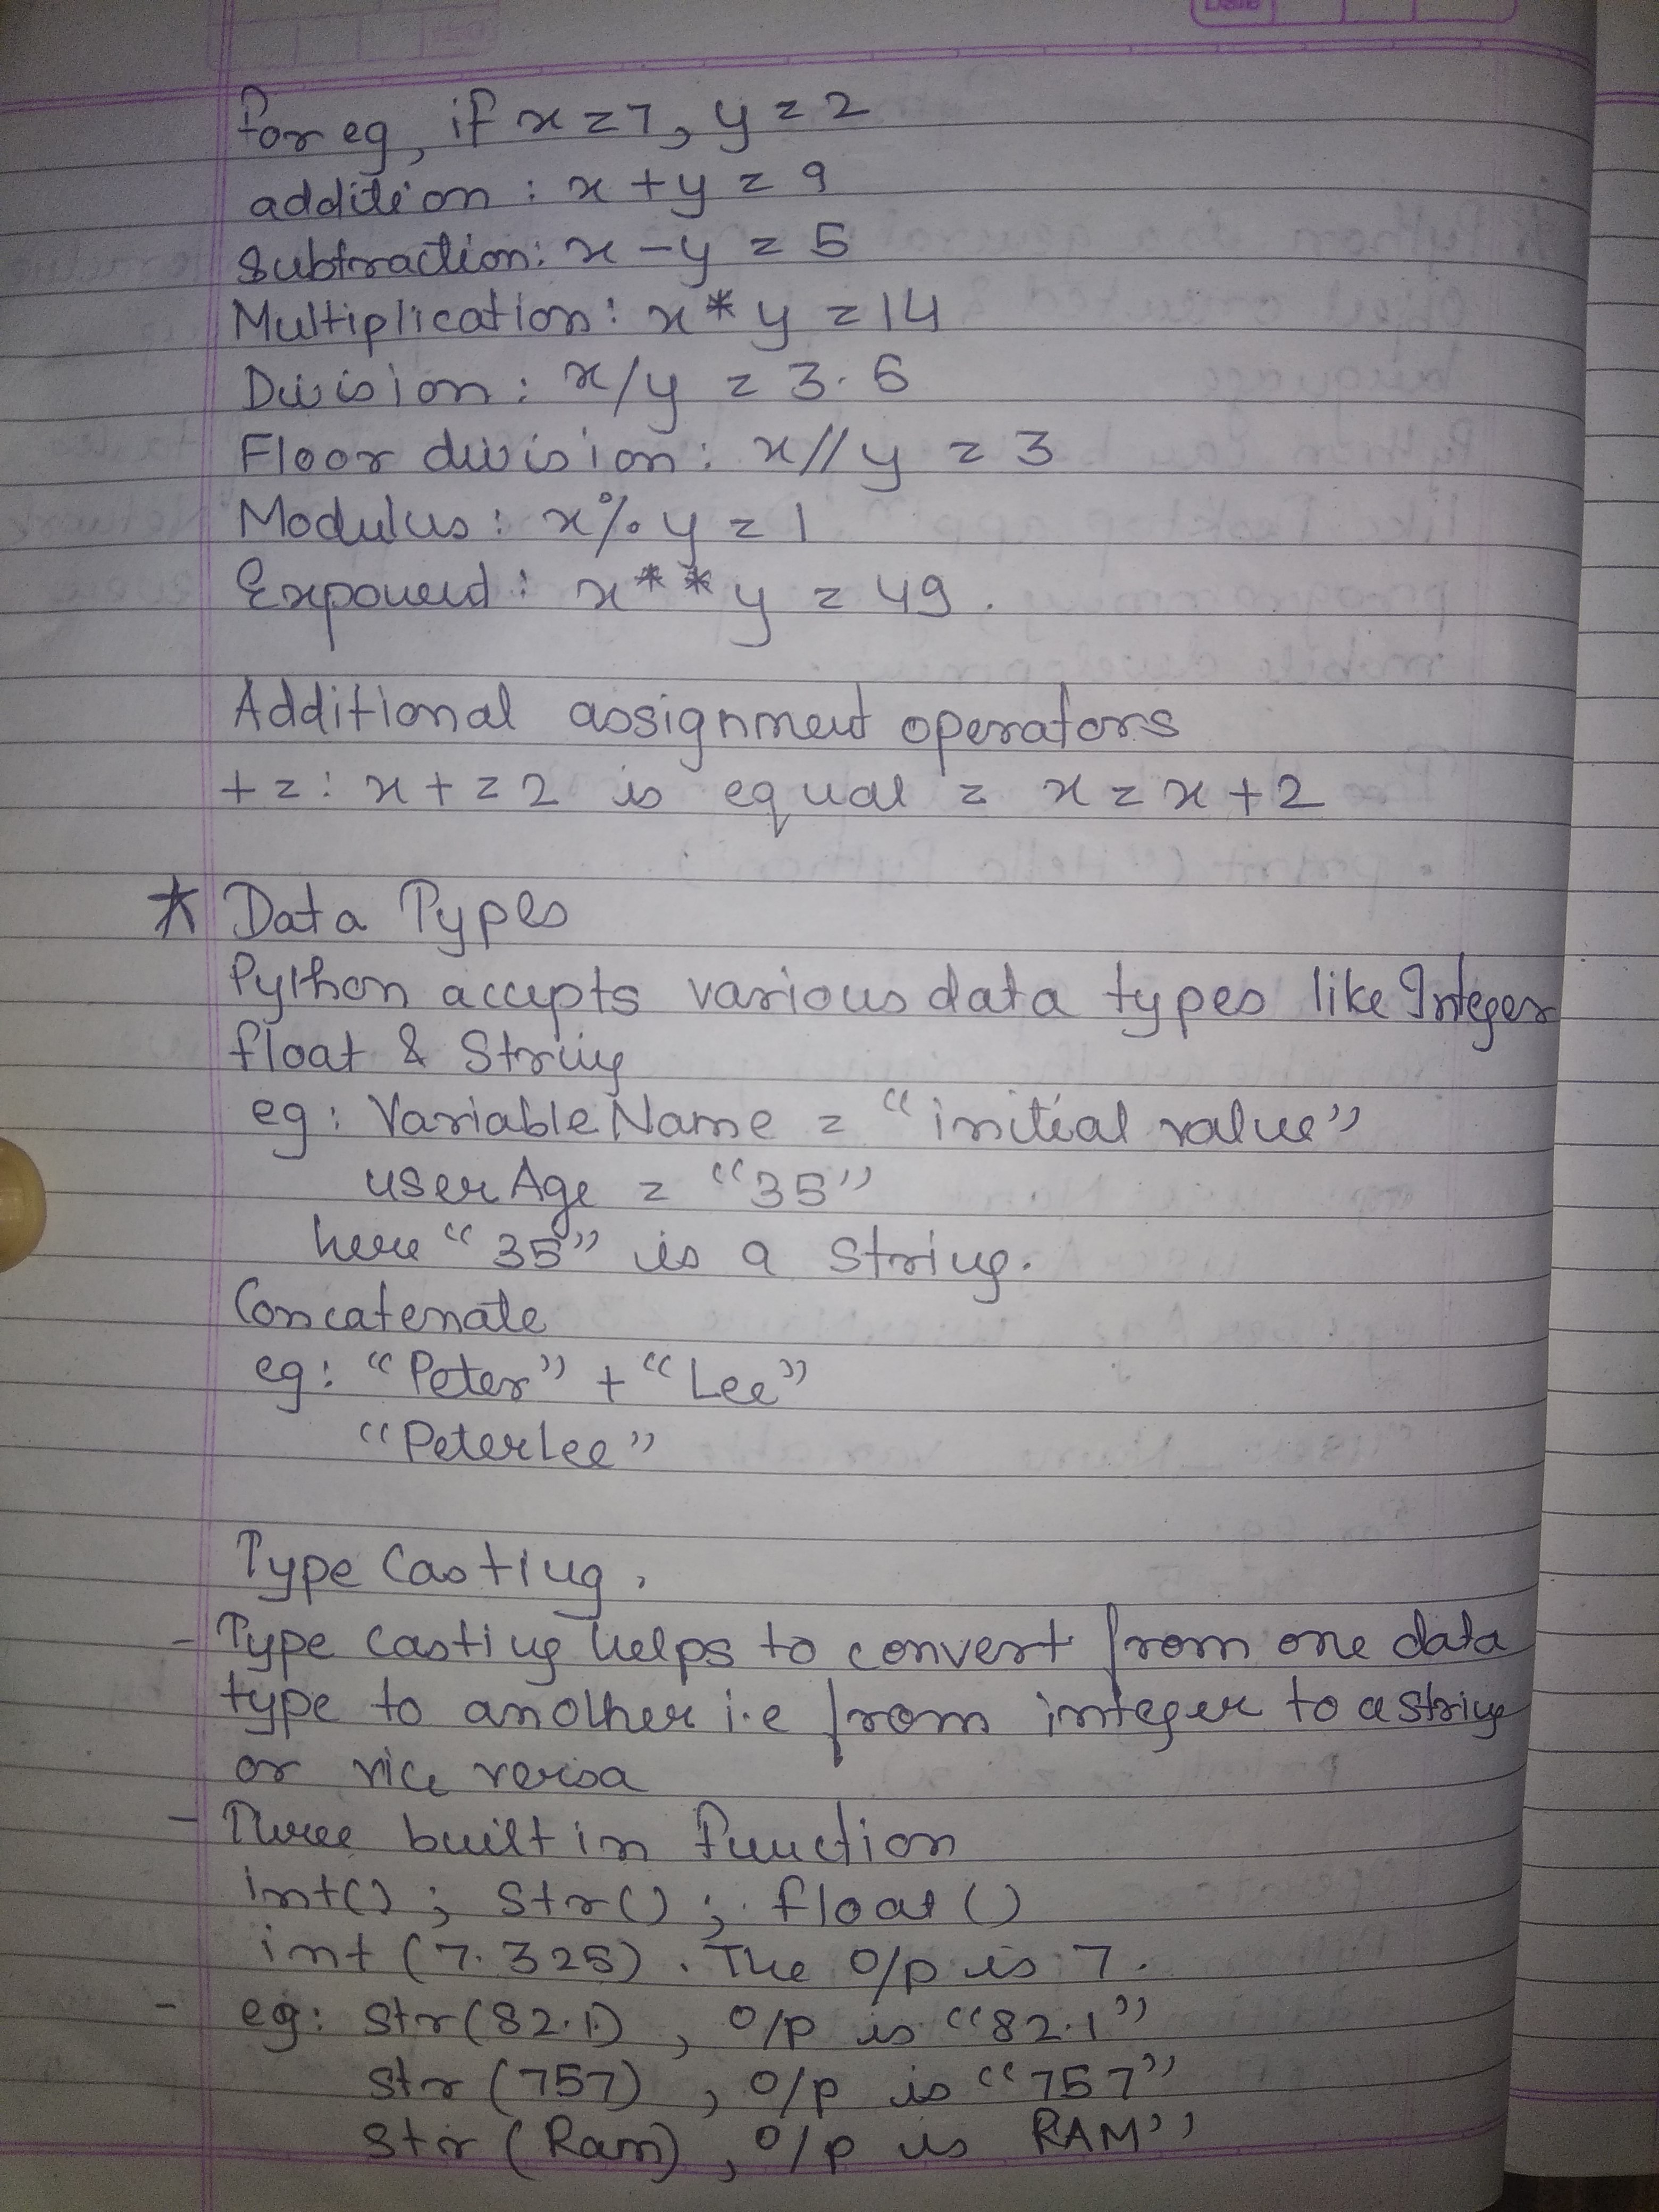 Date
For eg, if x=7, y=2
addition : x+y = 9
Subtraction: x-y = 5
Multiplication: x*y = 14
Division: x/y = 3.5
Floor division: x//y = 3
Modulus: x%y = 1
Exponent: x**y = 49.
Additional assignment operators
+=: x+=2 is equal = x=x+2
* Data Types
Python accepts various data types like Integer
float & String
eg: VariableName = "initial value"
userAge = "35"
here "35" is a string.
Concatenate
eg: "Peter" + "Lee"
"PeterLee"
Type Casting.
- Type casting helps to convert from one data
type to another i.e from integer to a string
or vice versa
- Three built in function
int(); str(); float()
int (7.325). The o/p is 7.
- eg: str(82.1), o/p is "82.1"
str (757), o/p is "757"
str (Ram), o/p is RAM"